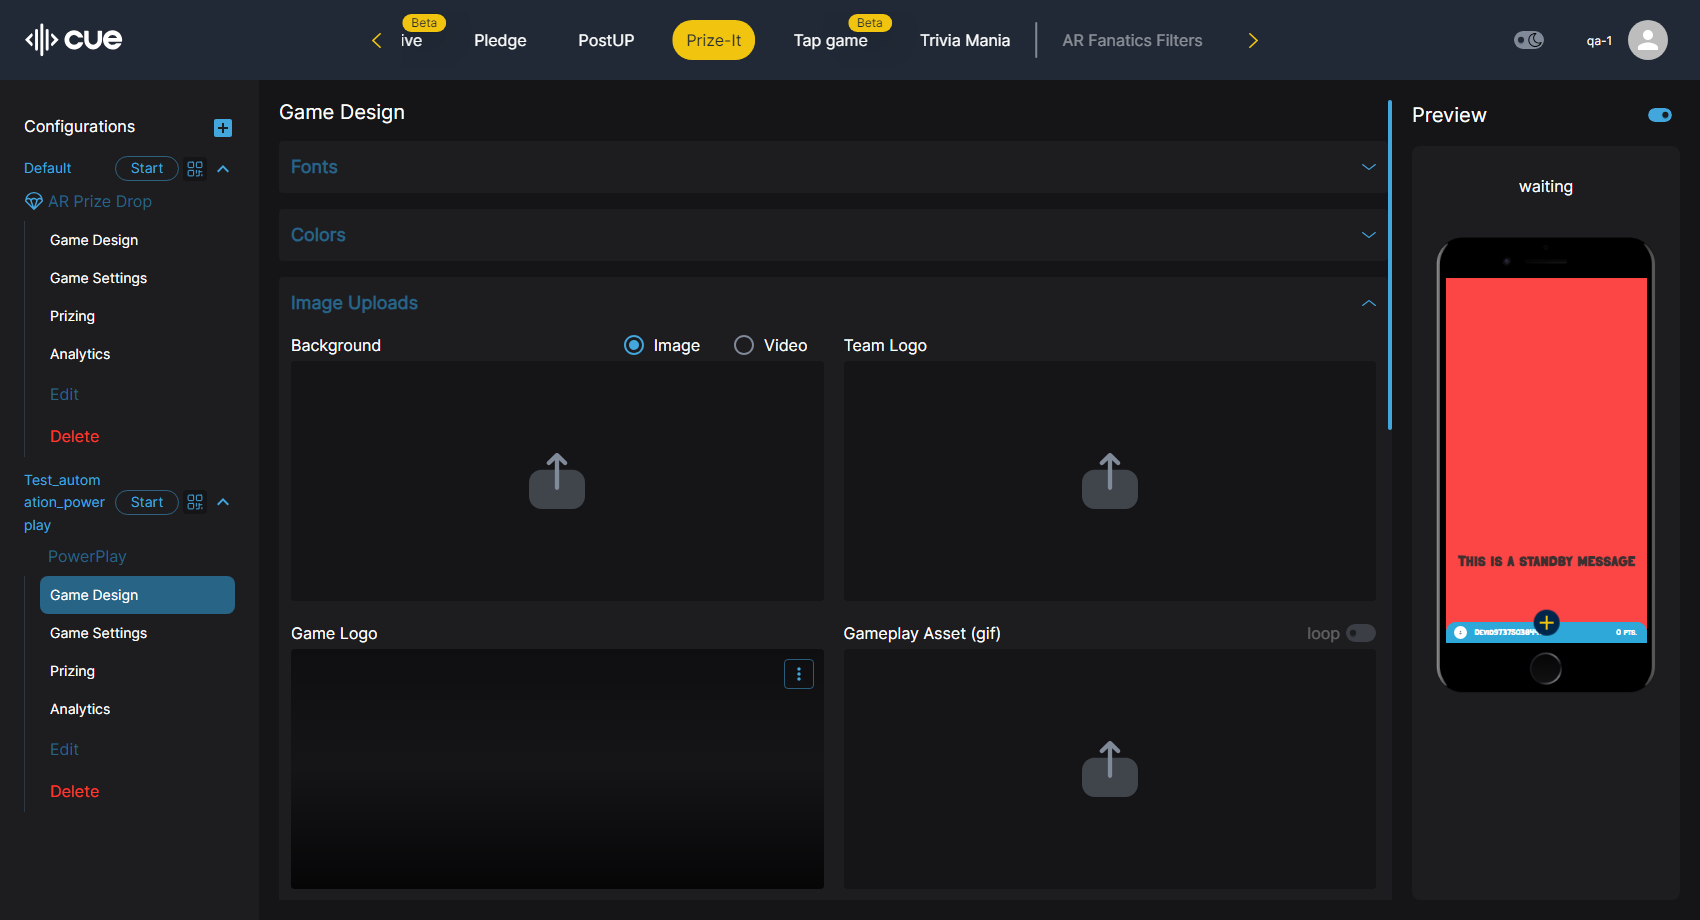 cue
Beta
ive
Pledge
PostUP
Prize-It
Beta
Tap game
Trivia Mania
AR Fanatics Filters
qa-1
Configurations
Default
Start
AR Prize Drop
Game Design
Game Settings
Prizing
Analytics
Edit
Delete
Test_autom
ation_power
play
Start
PowerPlay
Game Design
Game Settings
Prizing
Analytics
Edit
Delete
Game Design
Fonts
Colors
Image Uploads
Background
Image
Video
Team Logo
Game Logo
Gameplay Asset (gif)
loop
Preview
waiting
This is a standby message
0 pts.